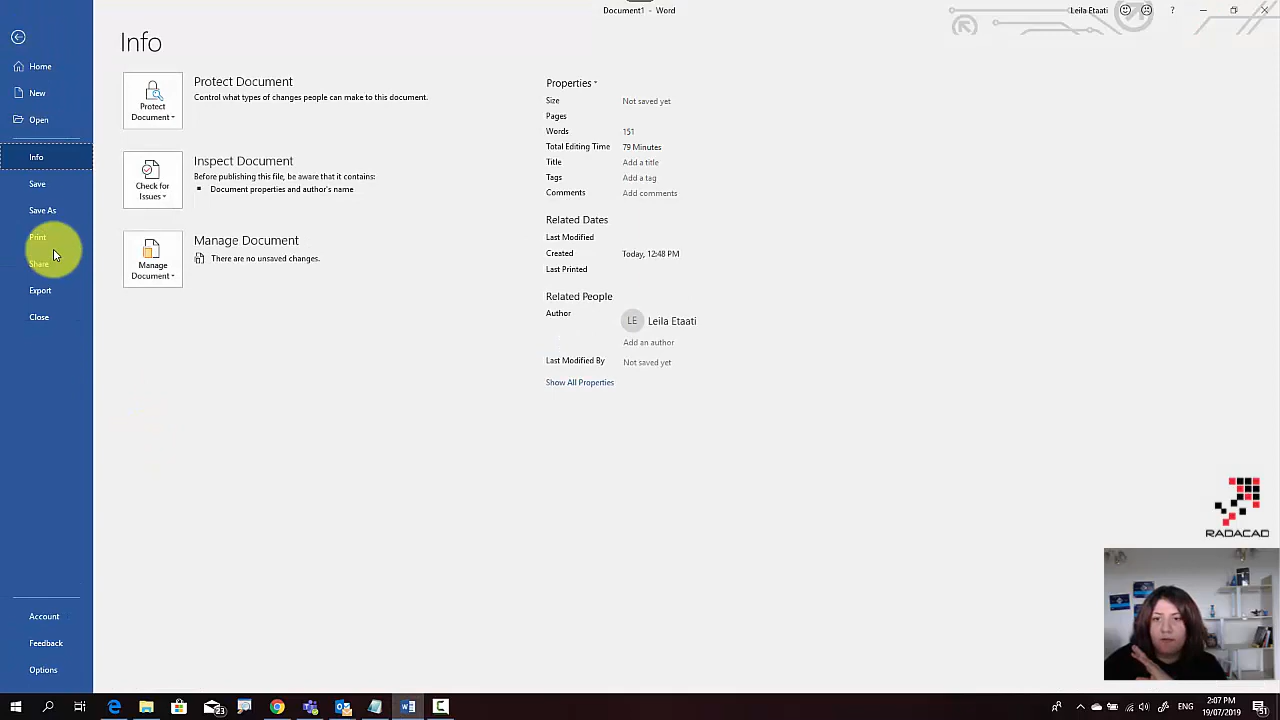 Document1 - Word
Leila Etaati
?
Info
Home
New
Open
Info
Save
Save As
Print
Share
Export
Close
Account
Feedback
Options
Protect Document
Protect Document
Control what types of changes people can make to this document.
Check for Issues
Inspect Document
Before publishing this file, be aware that it contains:
Document properties and author's name
Manage Document
Manage Document
There are no unsaved changes.
Properties
Size Not saved yet
Pages
Words 151
Total Editing Time 79 Minutes
Title Add a title
Tags Add a tag
Comments Add comments
Related Dates
Last Modified
Created Today, 12:48 PM
Last Printed
Related People
Author LE Leila Etaati
Add an author
Last Modified By Not saved yet
Show All Properties
RADACAD
ENG
2:07 PM
19/07/2019